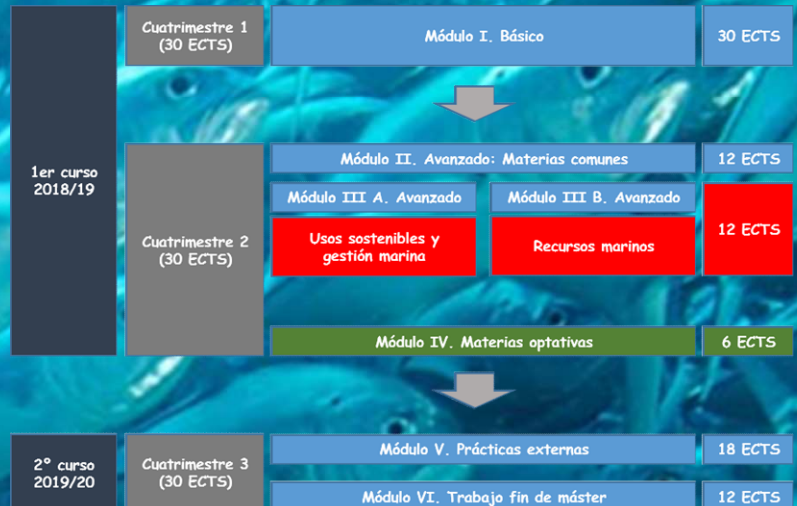 Cuatrimestre 1
(30 ECTS)
Módulo I. Básico
30 ECTS
1er curso
2018/19
Cuatrimestre 2
(30 ECTS)
Módulo II. Avanzado: Materias comunes
12 ECTS
Módulo III A. Avanzado
Módulo III B. Avanzado
12 ECTS
Usos sostenibles y
gestión marina
Recursos marinos
Módulo IV. Materias optativas
6 ECTS
2º curso
2019/20
Cuatrimestre 3
(30 ECTS)
Módulo V. Prácticas externas
18 ECTS
Módulo VI. Trabajo fin de máster
12 ECTS